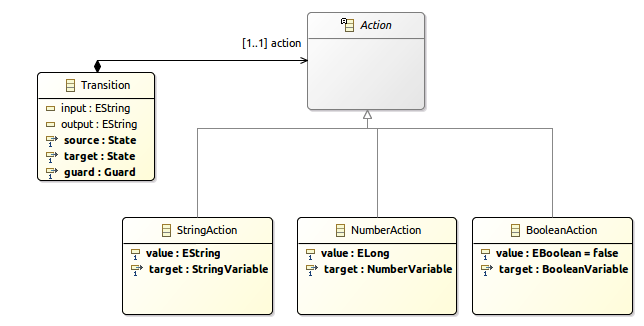 Action
[1..1] action
Transition
input : EString
output : EString
source : State
target : State
guard : Guard
StringAction
value : EString
target : StringVariable
NumberAction
value : ELong
target : NumberVariable
BooleanAction
value : EBoolean = false
target : BooleanVariable